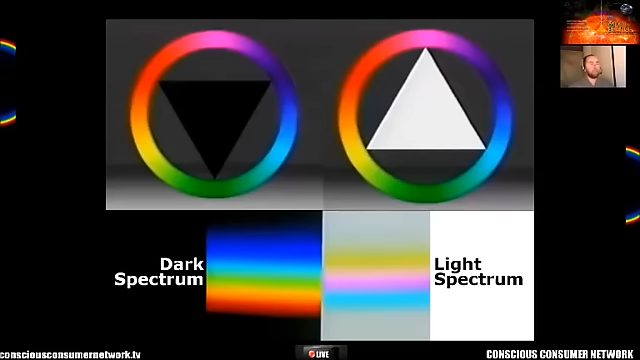 Dark
Spectrum
Light
Spectrum
consciousconsumernetwork.tv
LIVE
CONSCIOUS CONSUMER NETWORK